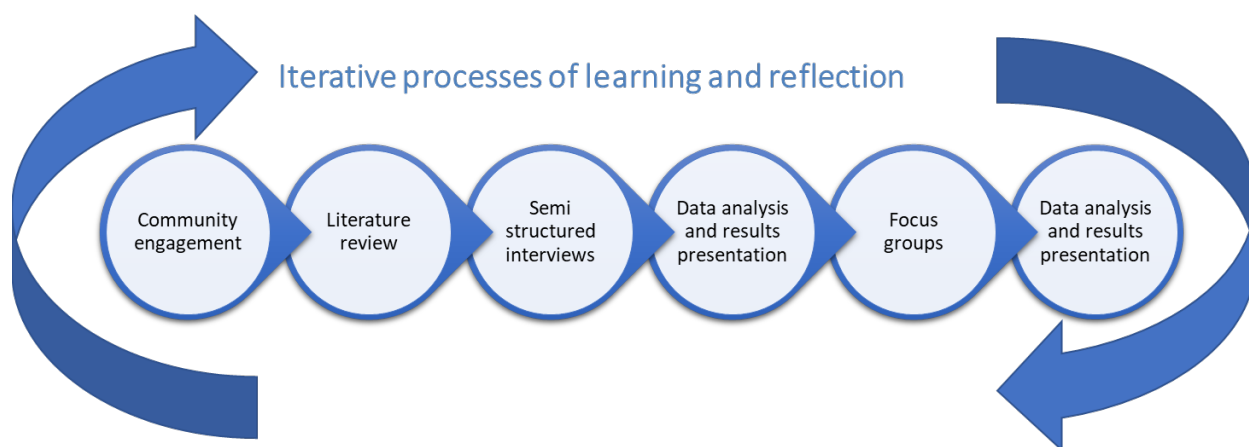 Iterative processes of learning and reflection
Community
engagement
Literature
review
Semi
structured
interviews
Data analysis
and results
presentation
Focus
groups
Data analysis
and results
presentation